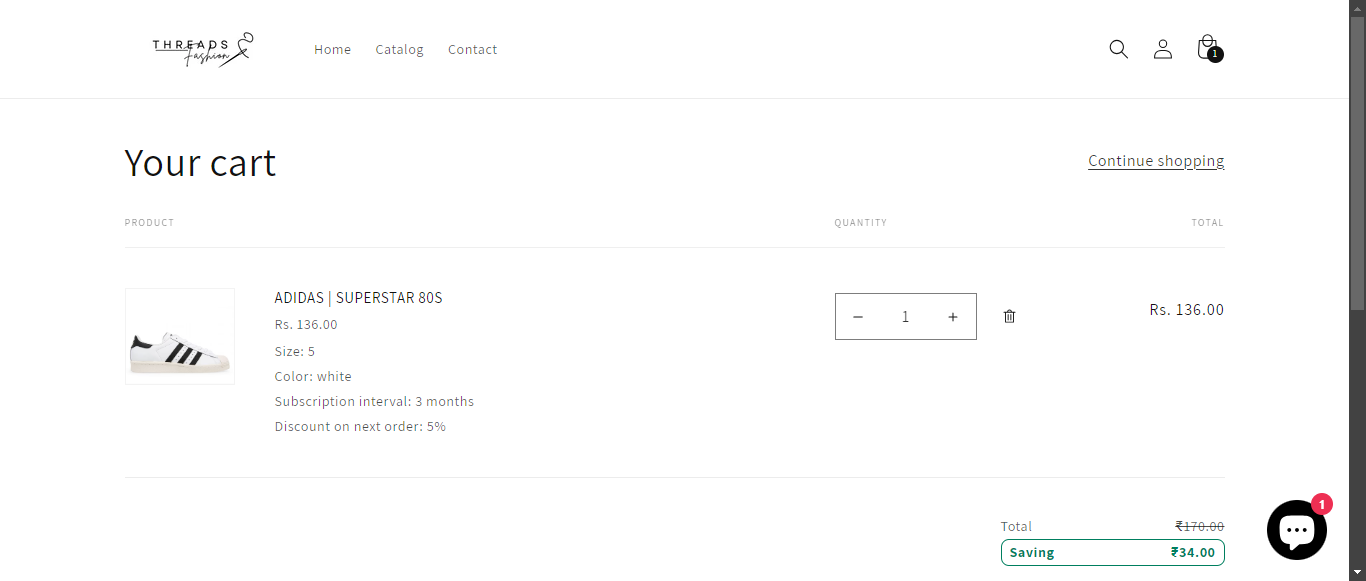 THREADS
Fashion
Home
Catalog
Contact
1
Your cart
Continue shopping
PRODUCT
QUANTITY
TOTAL
ADIDAS | SUPERSTAR 80S
Rs. 136.00
Size: 5
Color: white
Subscription interval: 3 months
Discount on next order: 5%
− 1 +
Rs. 136.00
Total ₹170.00
Saving ₹34.00
1